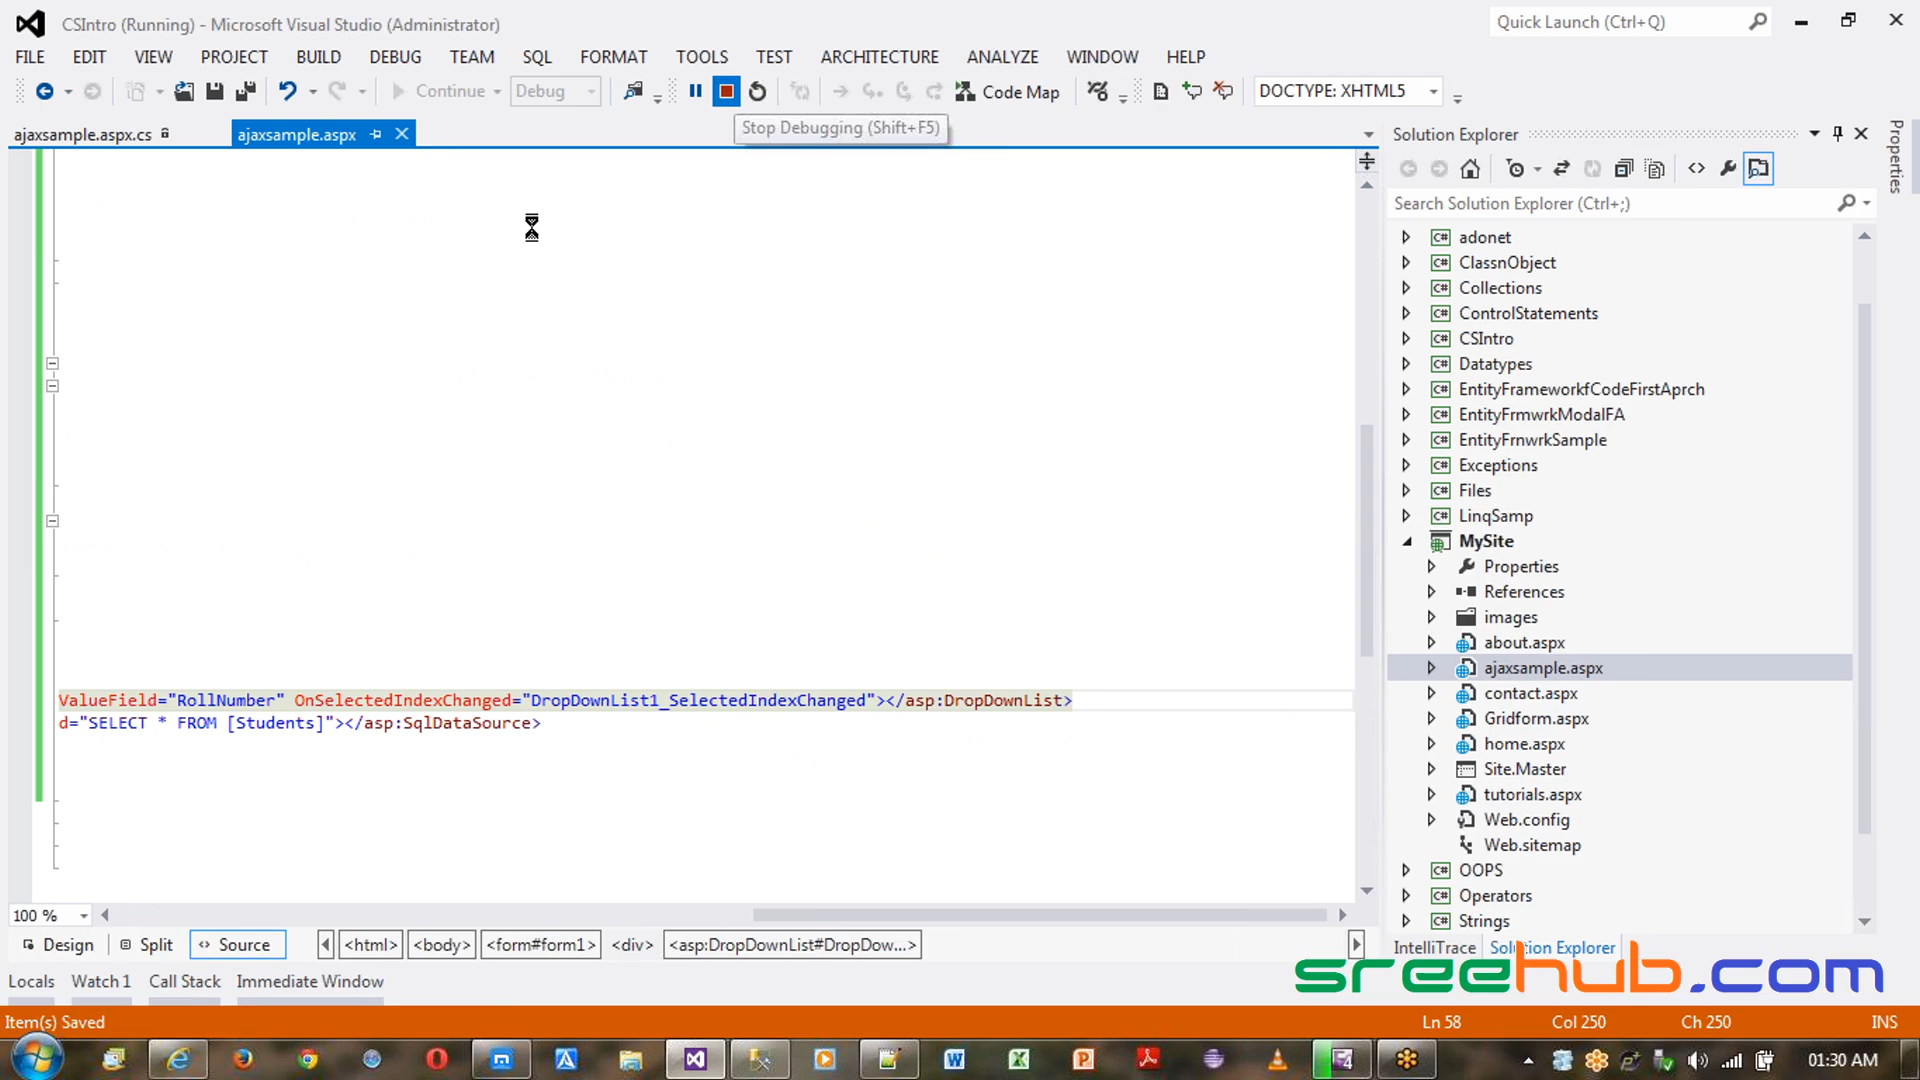 CSIntro (Running) - Microsoft Visual Studio (Administrator)
Quick Launch (Ctrl+Q)
FILE EDIT VIEW PROJECT BUILD DEBUG TEAM SQL FORMAT TOOLS TEST ARCHITECTURE ANALYZE WINDOW HELP
Continue Debug Code Map DOCTYPE: XHTML5
Stop Debugging (Shift+F5)
ajaxsample.aspx.cs ajaxsample.aspx
Solution Explorer
Properties
Search Solution Explorer (Ctrl+;)
adonet
ClassnObject
Collections
ControlStatements
CSIntro
Datatypes
EntityFrameworkfCodeFirstAprch
EntityFrmwrkModalFA
EntityFrnwrkSample
Exceptions
Files
LinqSamp
MySite
Properties
References
images
about.aspx
ajaxsample.aspx
contact.aspx
Gridform.aspx
home.aspx
Site.Master
tutorials.aspx
Web.config
Web.sitemap
OOPS
Operators
Strings
ValueField="RollNumber" OnSelectedIndexChanged="DropDownList1_SelectedIndexChanged"></asp:DropDownList>
d="SELECT * FROM [Students]"></asp:SqlDataSource>
100 %
Design Split Source <html> <body> <form#form1> <div> <asp:DropDownList#DropDow...>
IntelliTrace Solution Explorer
sreehub.com
Locals Watch 1 Call Stack Immediate Window
Item(s) Saved Ln 58 Col 250 Ch 250 INS
01:30 AM